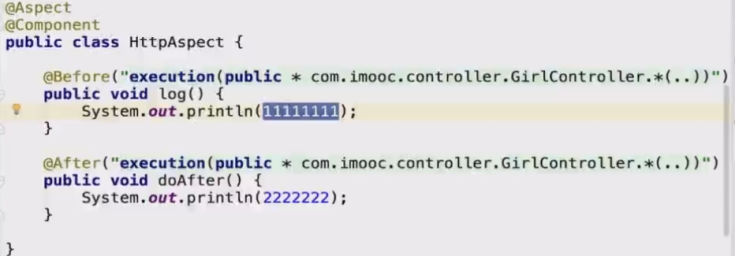 @Aspect
@Component
public class HttpAspect {
@Before("execution(public * com.imooc.controller.GirlController.*(..))")
public void log() {
System.out.println(11111111);
}
@After("execution(public * com.imooc.controller.GirlController.*(..))")
public void doAfter() {
System.out.println(2222222);
}
}